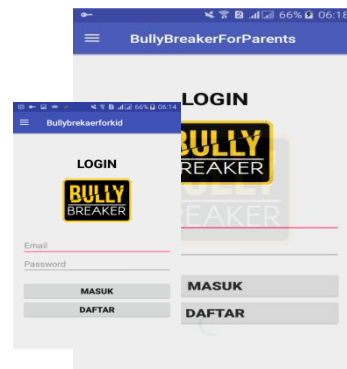 66% 06:18
BullyBreakerForParents
LOGIN
BULLY
BREAKER
EAKER
MASUK
DAFTAR
66% 06:14
Bullybrekaerforkid
LOGIN
BULLY
BREAKER
Email
Password
MASUK
DAFTAR